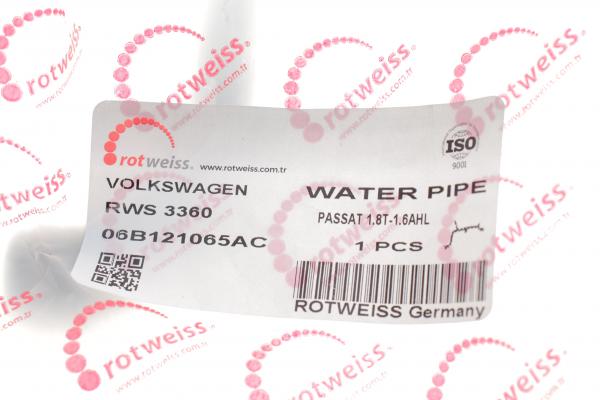 rotweiss.
www.rotweiss.com.tr
ISO
9001
VOLKSWAGEN
RWS 3360
06B121065AC
WATER PIPE
PASSAT 1.8T-1.6AHL
1 PCS
ROTWEISS Germany
rotweiss.
www.rotweiss.com.tr